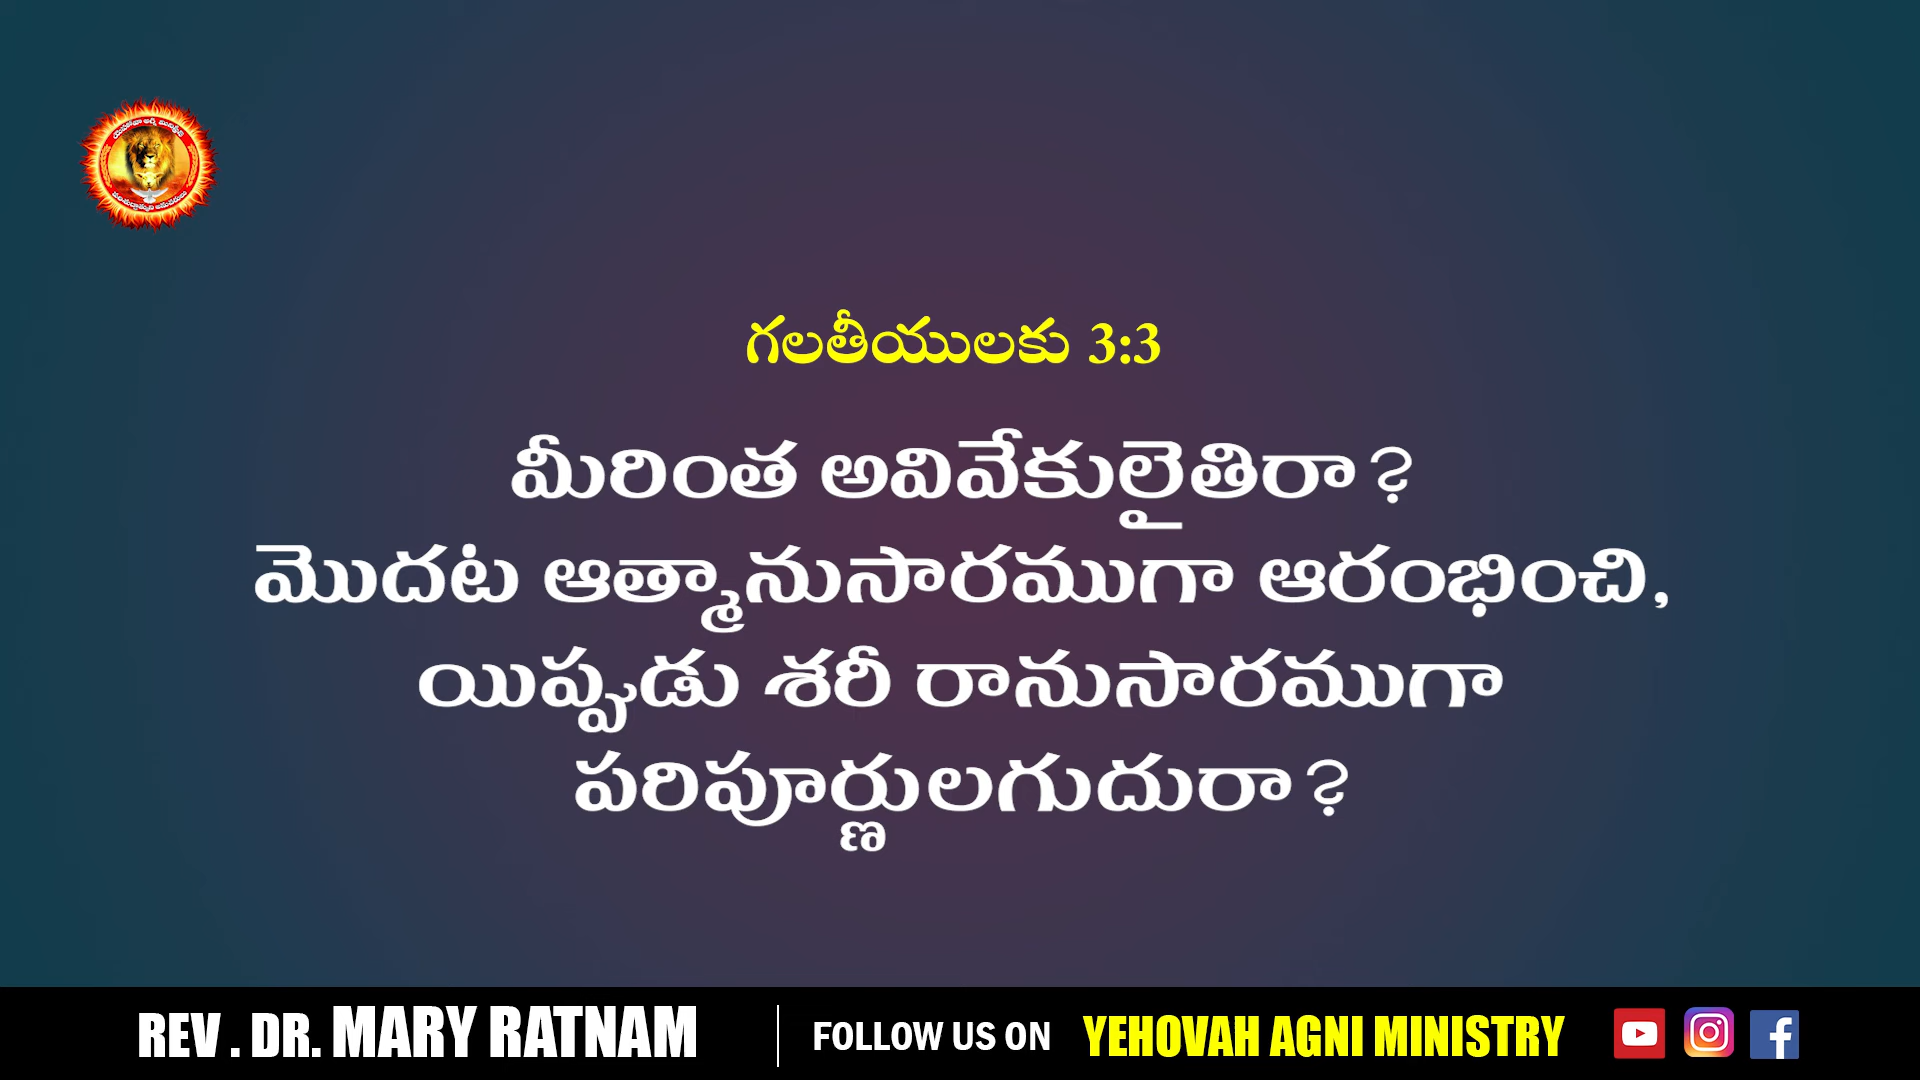 యెహోవా అగ్ని మినిస్ట్రీస్
గలతీయులకు 3:3
మీరింత అవివేకులైతిరా?
మొదట ఆత్మానుసారముగా ఆరంభించి,
యిప్పుడు శరీ రానుసారముగా
పరిపూర్ణులగుదురా?
REV . DR. MARY RATNAM
FOLLOW US ON YEHOVAH AGNI MINISTRY